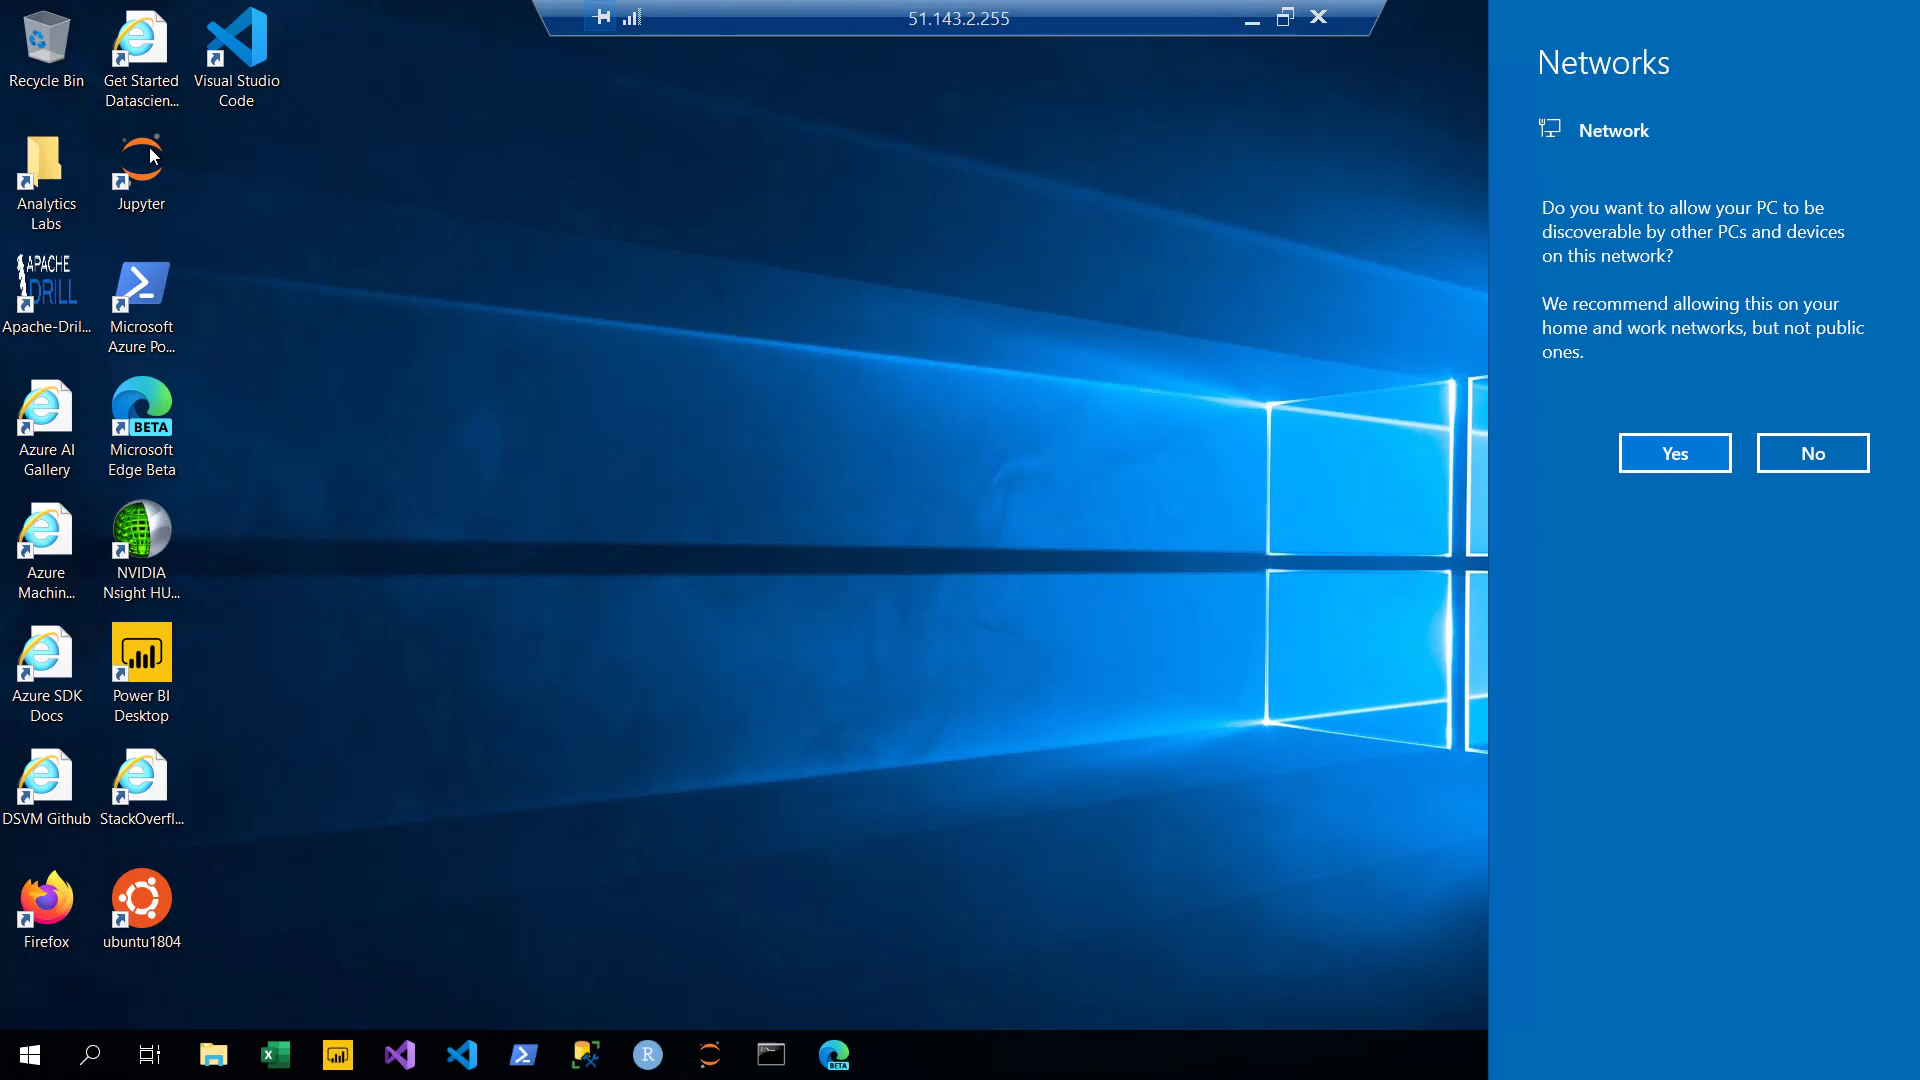 51.143.2.255
Recycle Bin
Get Started
Datascien...
Visual Studio
Code
Analytics
Labs
Jupyter
APACHE
DRILL
Apache-Dril...
Microsoft
Azure Po...
Azure AI
Gallery
BETA
Microsoft
Edge Beta
Azure
Machin...
NVIDIA
Nsight HU...
Azure SDK
Docs
Power BI
Desktop
DSVM Github
StackOverfl...
Firefox
ubuntu1804
Networks
Network
Do you want to allow your PC to be
discoverable by other PCs and devices
on this network?
We recommend allowing this on your
home and work networks, but not public
ones.
Yes
No
X
R
BETA